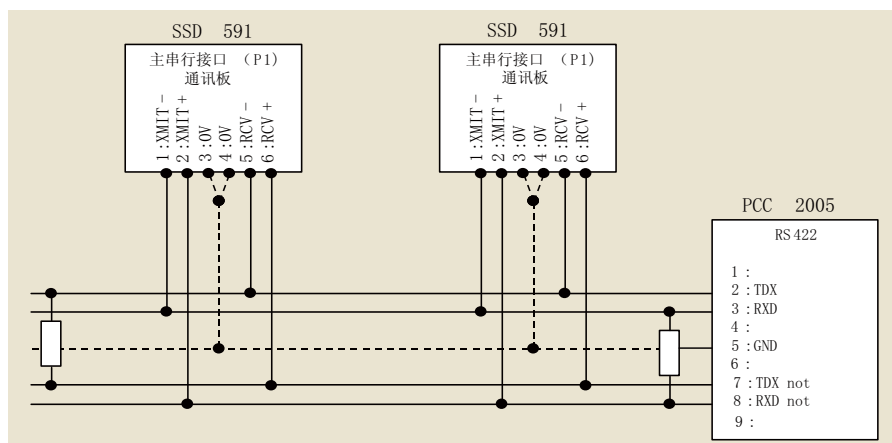 SSD 591
主串行接口 (P1)
通讯板
1:XMIT -
2:XMIT+
3:0V
4:0V
5:RCV -
6:RCV +
SSD 591
主串行接口 (P1)
通讯板
1:XMIT -
2:XMIT+
3:0V
4:0V
5:RCV -
6:RCV +
PCC 2005
RS422
1:
2:TDX
3:RXD
4:
5:GND
6:
7:TDX not
8:RXD not
9: